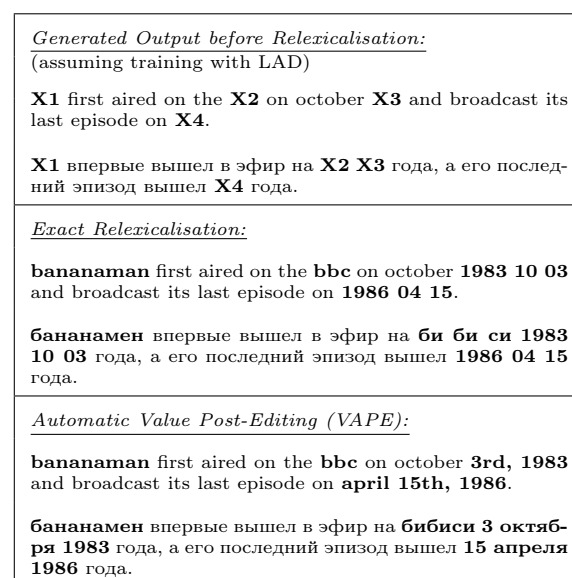 Generated Output before Relexicalisation:
(assuming training with LAD)
X1 first aired on the X2 on october X3 and broadcast its
last episode on X4.
X1 впервые вышел в эфир на X2 X3 года, а его послед-
ний эпизод вышел X4 года.
Exact Relexicalisation:
bananaman first aired on the bbc on october 1983 10 03
and broadcast its last episode on 1986 04 15.
бананамен впервые вышел в эфир на би би си 1983
10 03 года, а его последний эпизод вышел 1986 04 15
года.
Automatic Value Post-Editing (VAPE):
bananaman first aired on the bbc on october 3rd, 1983
and broadcast its last episode on april 15th, 1986.
бананамен впервые вышел в эфир на бибиси 3 октяб-
ря 1983 года, а его последний эпизод вышел 15 апреля
1986 года.